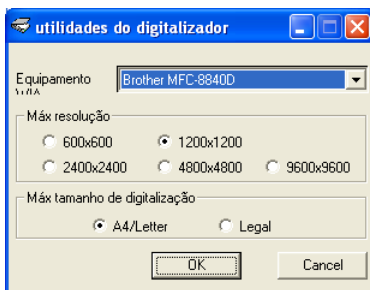 utilidades do digitalizador
Equipamento Brother MFC-8840D
Máx resolução
600x600 1200x1200
2400x2400 4800x4800 9600x9600
Máx tamanho de digitalização
A4/Letter Legal
OK Cancel